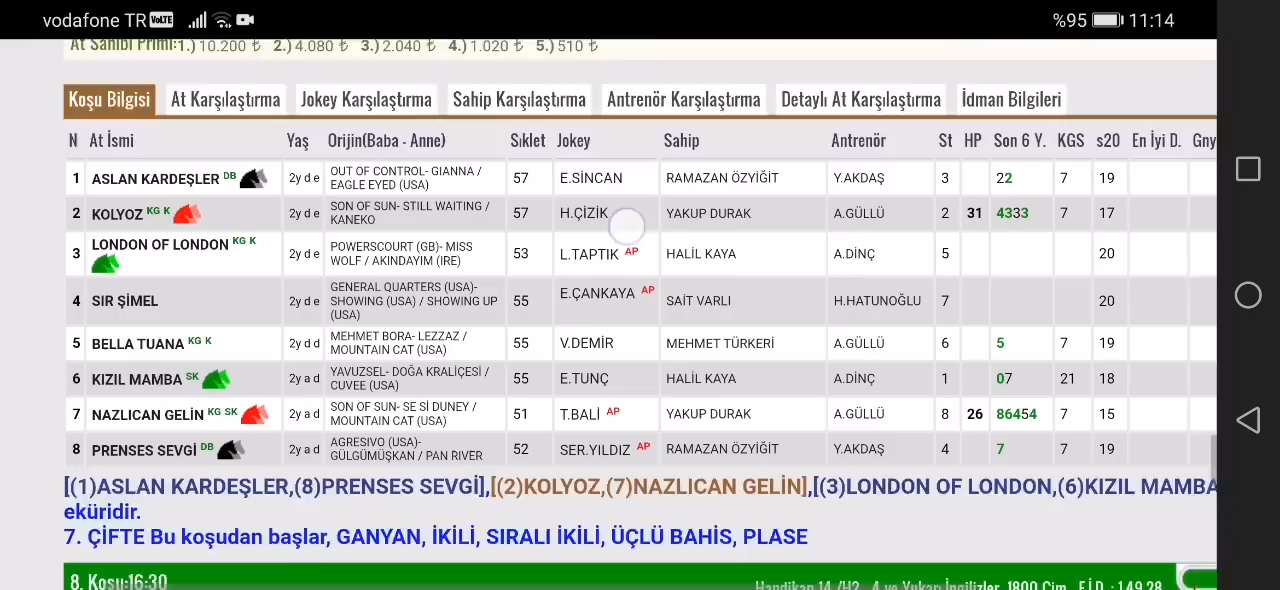 vodafone TR VoLTE %95 11:14
At Sahibi Primi:1.) 10.200 ₺ 2.) 4.080 ₺ 3.) 2.040 ₺ 4.) 1.020 ₺ 5.) 510 ₺
Koşu Bilgisi At Karşılaştırma Jokey Karşılaştırma Sahip Karşılaştırma Antrenör Karşılaştırma Detaylı At Karşılaştırma İdman Bilgileri
N At İsmi Yaş Orijin(Baba - Anne) Sıklet Jokey Sahip Antrenör St HP Son 6 Y. KGS s20 En İyi D. Gny
1 ASLAN KARDEŞLER DB 2y d e OUT OF CONTROL- GIANNA / 57 E.SİNCAN RAMAZAN ÖZYİĞİT Y.AKDAŞ 3 22 7 19
EAGLE EYED (USA)
2 KOLYOZ KG K 2y d e SON OF SUN- STILL WAITING / 57 H.ÇİZİK YAKUP DURAK A.GÜLLÜ 2 31 4333 7 17
KANEKO
3 LONDON OF LONDON KG K 2y d e POWERSCOURT (GB)- MISS 53 L.TAPTIK AP HALİL KAYA A.DİNÇ 5 20
WOLF / AKINDAYIM (IRE)
4 SIR ŞİMEL 2y d e GENERAL QUARTERS (USA)- 55 E.ÇANKAYA AP SAİT VARLI H.HATUNOĞLU 7 20
SHOWING (USA) / SHOWING UP
(USA)
5 BELLA TUANA KG K 2y d d MEHMET BORA- LEZZAZ / 55 V.DEMİR MEHMET TÜRKERİ A.GÜLLÜ 6 5 7 19
MOUNTAIN CAT (USA)
6 KIZIL MAMBA SK 2y a d YAVUZSEL- DOĞA KRALİÇESİ / 55 E.TUNÇ HALİL KAYA A.DİNÇ 1 07 21 18
CUVEE (USA)
7 NAZLICAN GELİN KG SK 2y a d SON OF SUN- SE Sİ DUNEY / 51 T.BALİ AP YAKUP DURAK A.GÜLLÜ 8 26 86454 7 15
MOUNTAIN CAT (USA)
8 PRENSES SEVGİ DB 2y a d AGRESIVO (USA)- 52 SER.YILDIZ AP RAMAZAN ÖZYİĞİT Y.AKDAŞ 4 7 7 19
GÜLGÜMÜŞKAN / PAN RIVER
[(1)ASLAN KARDEŞLER,(8)PRENSES SEVGİ],[(2)KOLYOZ,(7)NAZLICAN GELİN],[(3)LONDON OF LONDON,(6)KIZIL MAMBA
eküridir.
7. ÇİFTE Bu koşudan başlar, GANYAN, İKİLİ, SIRALI İKİLİ, ÜÇLÜ BAHİS, PLASE
8. Koşu:16:30 Handikap 14 /H2 , 4 ve Yukarı İngilizler, 1800 Çim, E.İ.D. : 1.49.28